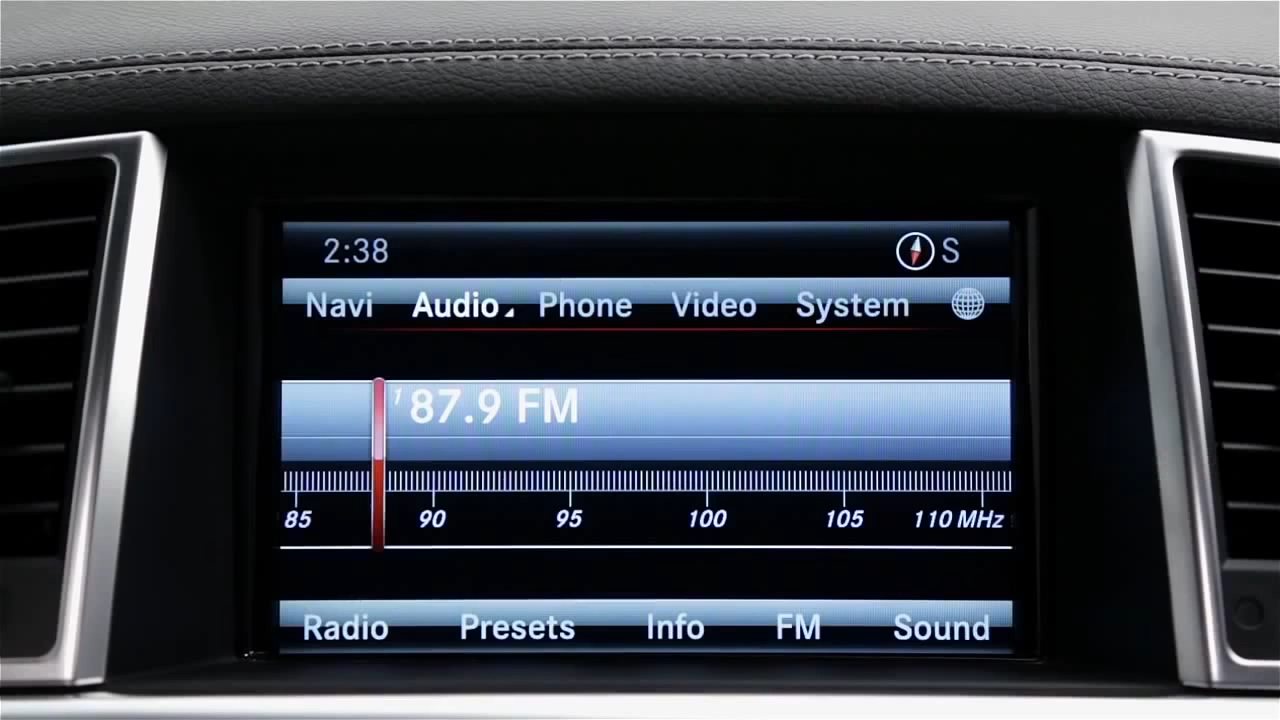 2:38 S
Navi Audio Phone Video System
1 87.9 FM
85 90 95 100 105 110 MHz
Radio Presets Info FM Sound